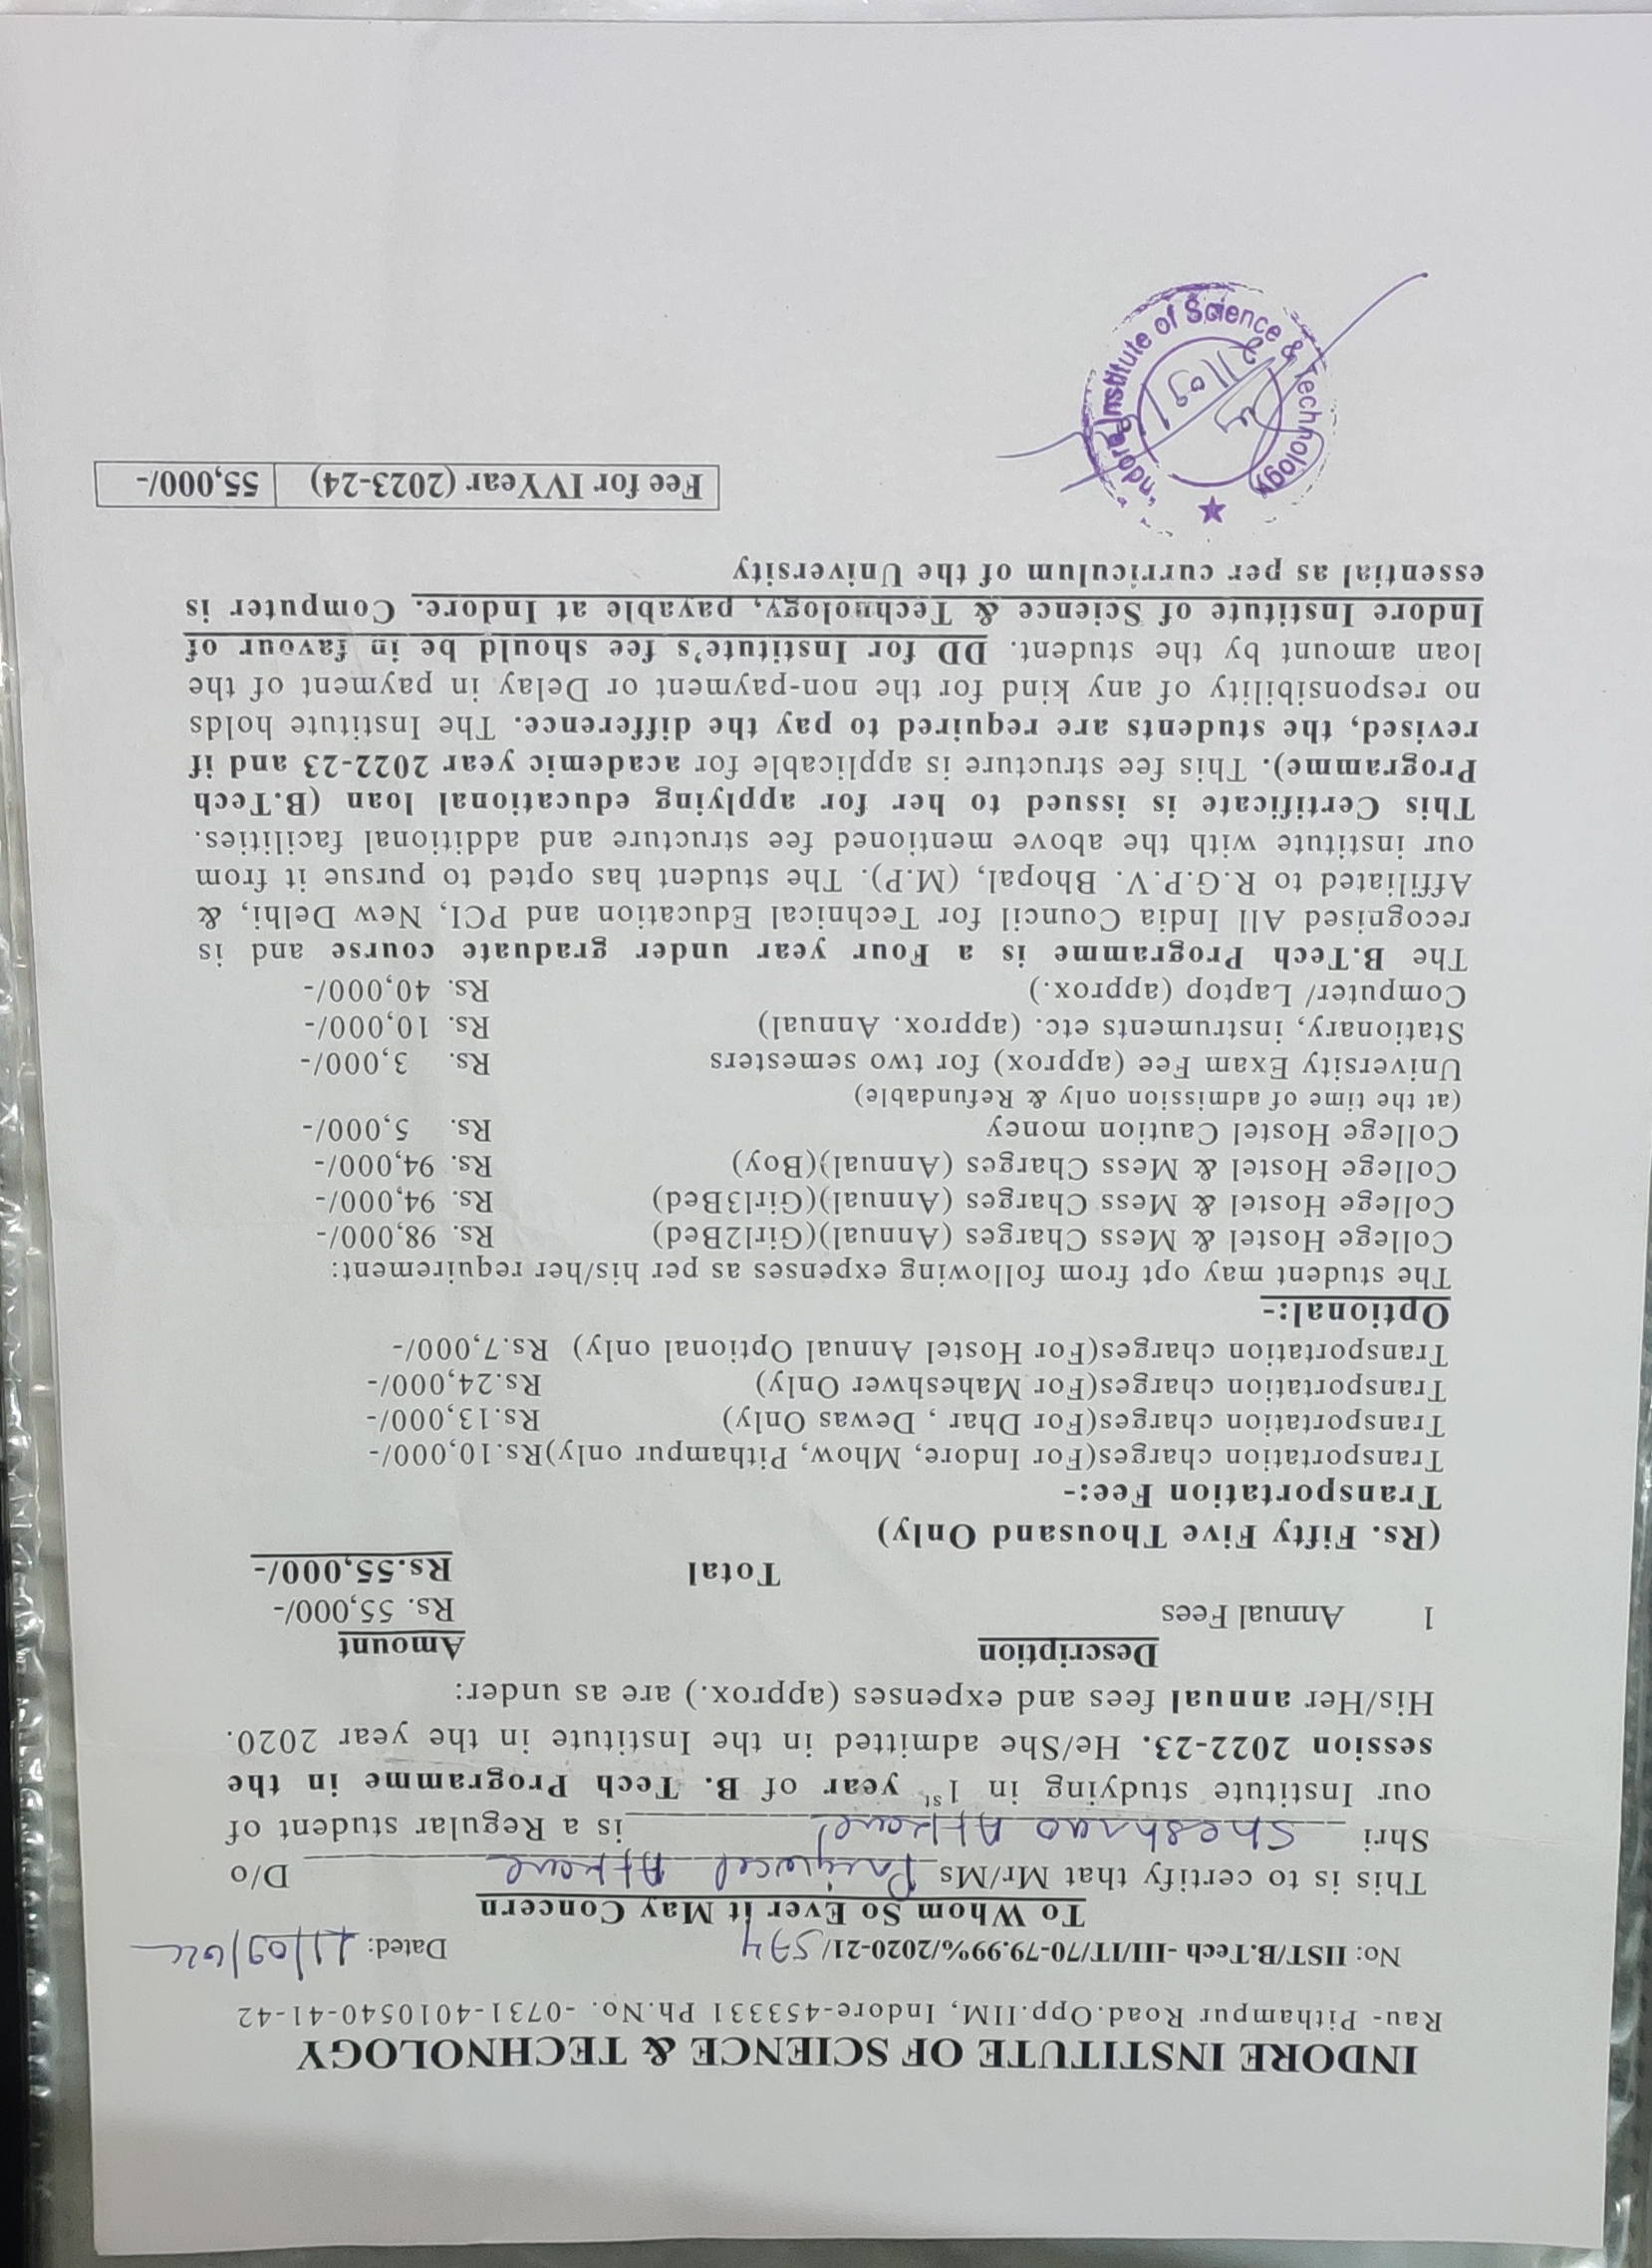 INDORE INSTITUTE OF SCIENCE & TECHNOLOGY
Rau- Pithampur Road.Opp.IIM, Indore-453331 Ph.No. -0731-4010540-41-42
No: IIST/B.Tech -III/IT/70-79.99%/2020-21/ 574 Dated:
To Whom So Ever it May Concern
This is to certify that Mr/Ms D/o
Shri Sheshrao is a Regular student of
our Institute studying in 1st year of B. Tech Programme in the
session 2022-23. He/She admitted in the Institute in the year 2020.
His/Her annual fees and expenses (approx.) are as under:
Description Amount
1 Annual Fees Rs. 55,000/-
Total Rs.55,000/-
(Rs. Fifty Five Thousand Only)
Transportation Fee:-
Transportation charges(For Indore, Mhow, Pithampur only)Rs.10,000/-
Transportation charges(For Dhar , Dewas Only) Rs.13,000/-
Transportation charges(For Maheshwer Only) Rs.24,000/-
Transportation charges(For Hostel Annual Optional only) Rs.7,000/-
Optional:-
The student may opt from following expenses as per his/her requirement:
College Hostel & Mess Charges (Annual)(Girl2Bed) Rs. 98,000/-
College Hostel & Mess Charges (Annual)(Girl3Bed) Rs. 94,000/-
College Hostel & Mess Charges (Annual)(Boy) Rs. 94,000/-
College Hostel Caution money Rs. 5,000/-
(at the time of admission only & Refundable)
University Exam Fee (approx) for two semesters Rs. 3,000/-
Stationary, instruments etc. (approx. Annual) Rs. 10,000/-
Computer/ Laptop (approx.) Rs. 40,000/-
The B.Tech Programme is a Four year under graduate course and is
recognised All India Council for Technical Education and PCI, New Delhi, &
Affiliated to R.G.P.V. Bhopal, (M.P). The student has opted to pursue it from
our institute with the above mentioned fee structure and additional facilities.
This Certificate is issued to her for applying educational loan (B.Tech
Programme). This fee structure is applicable for academic year 2022-23 and if
revised, the students are required to pay the difference. The Institute holds
no responsibility of any kind for the non-payment or Delay in payment of the
loan amount by the student. DD for Institute's fee should be in favour of
Indore Institute of Science & Technology, payable at Indore. Computer is
essential as per curriculum of the University
Fee for IVYear (2023-24) 55,000/-
Indore Institute of Science & Technology